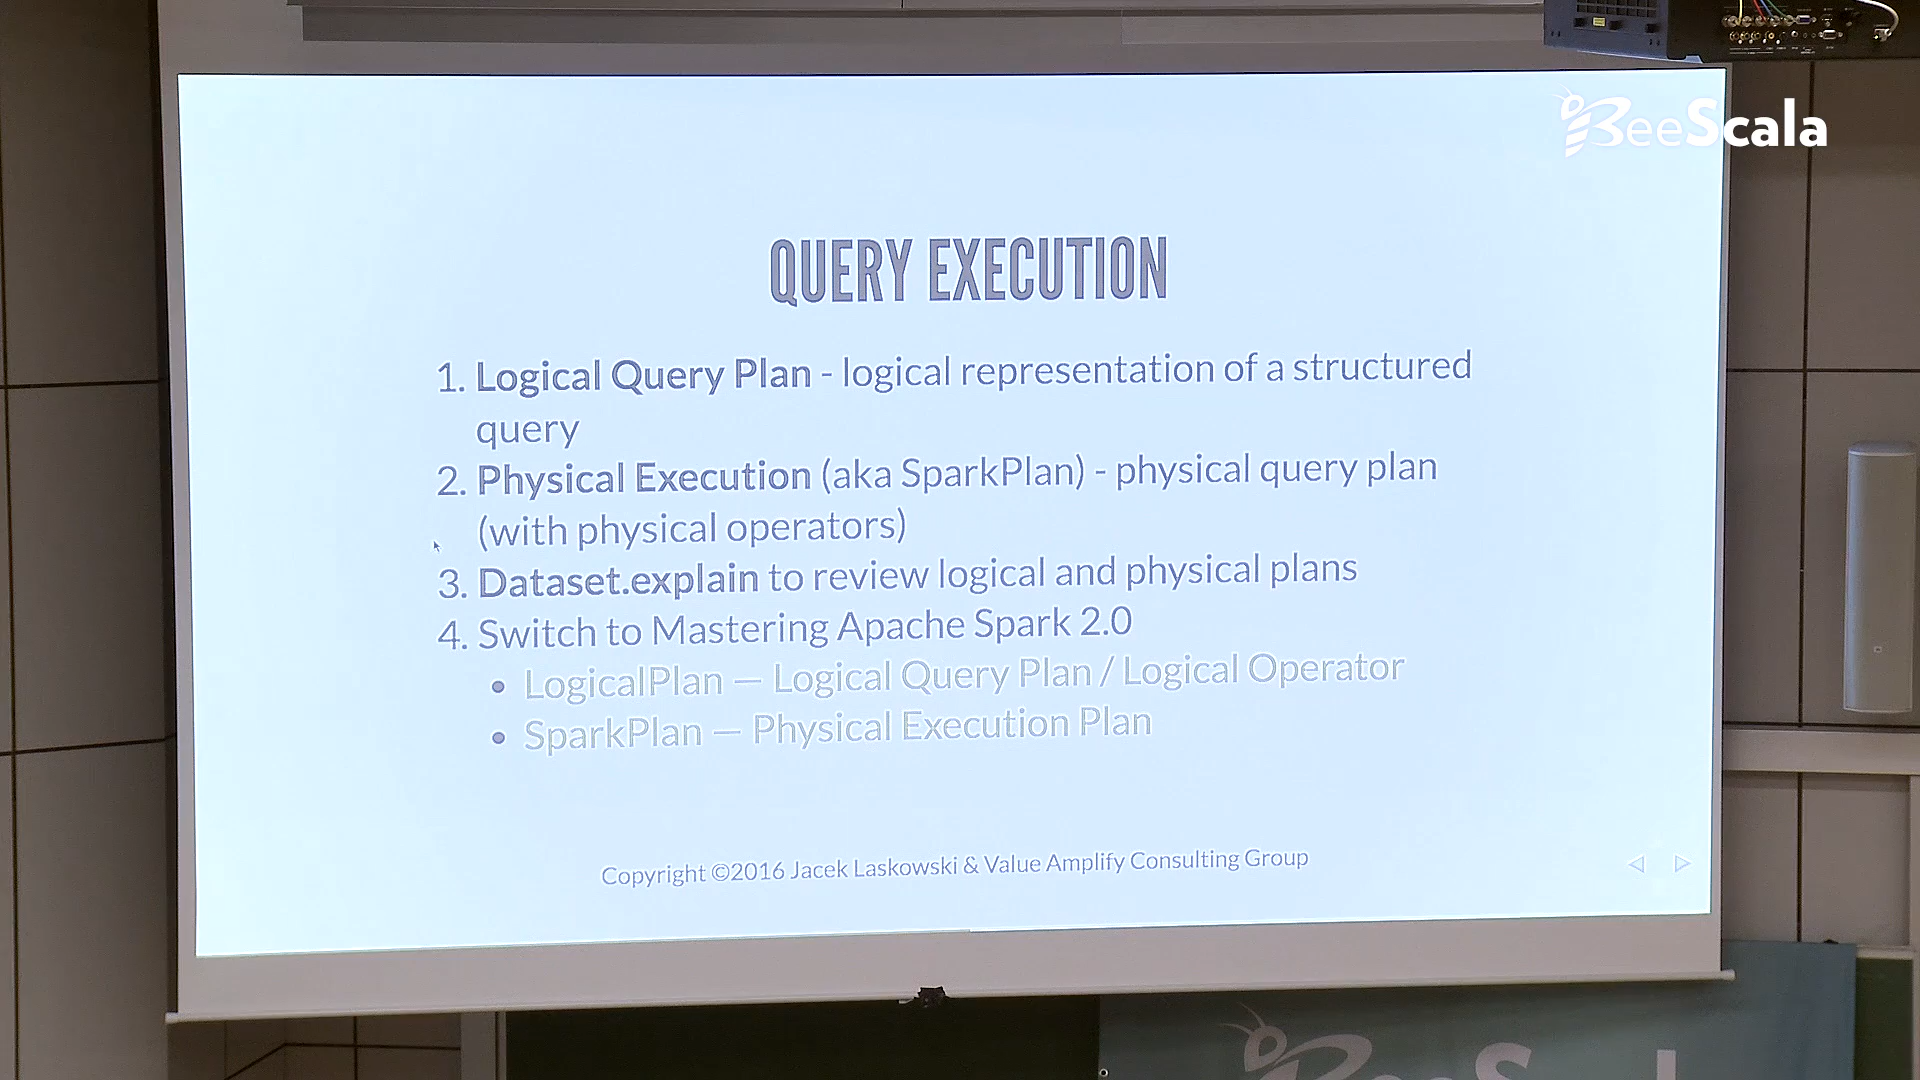 BeeScala
QUERY EXECUTION
1. Logical Query Plan - logical representation of a structured
query
2. Physical Execution (aka SparkPlan) - physical query plan
(with physical operators)
3. Dataset.explain to review logical and physical plans
4. Switch to Mastering Apache Spark 2.0
• LogicalPlan — Logical Query Plan / Logical Operator
• SparkPlan — Physical Execution Plan
Copyright ©2016 Jacek Laskowski & Value Amplify Consulting Group
BeeScala